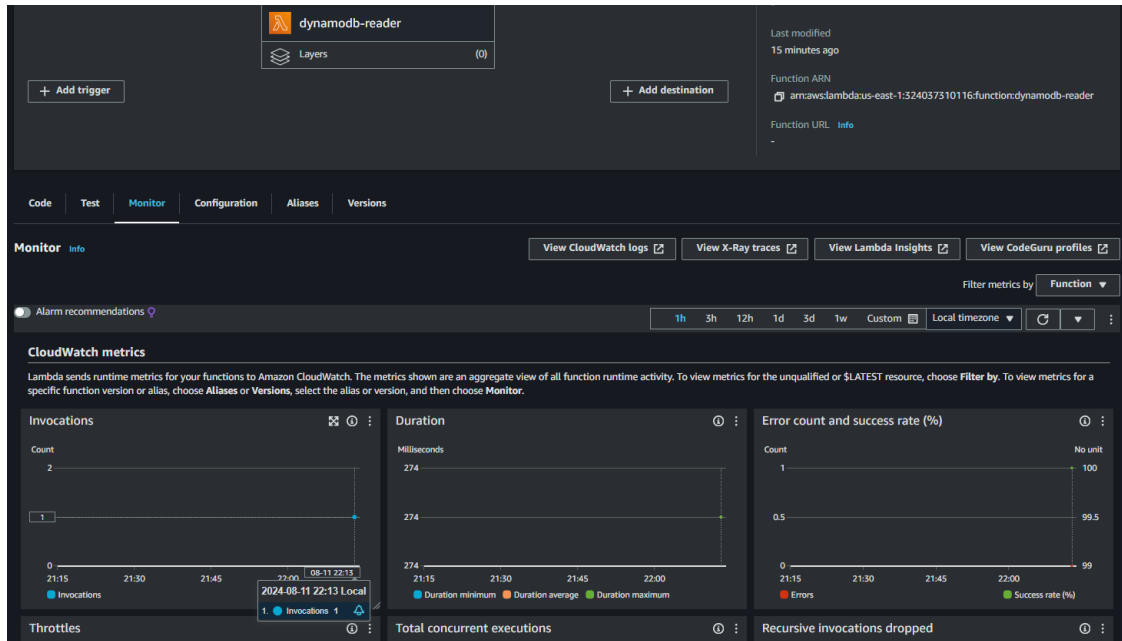 dynamodb-reader
Layers (0)
+ Add trigger
+ Add destination
Last modified
15 minutes ago
Function ARN
arn:aws:lambda:us-east-1:324037310116:function:dynamodb-reader
Function URL Info
-
Code Test Monitor Configuration Aliases Versions
Monitor Info
View CloudWatch logs View X-Ray traces View Lambda Insights View CodeGuru profiles
Filter metrics by Function
Alarm recommendations
1h 3h 12h 1d 3d 1w Custom Local timezone
CloudWatch metrics
Lambda sends runtime metrics for your functions to Amazon CloudWatch. The metrics shown are an aggregate view of all function runtime activity. To view metrics for the unqualified or $LATEST resource, choose Filter by. To view metrics for a
specific function version or alias, choose Aliases or Versions, select the alias or version, and then choose Monitor.
Invocations
Count
2
1
0
21:15 21:30 21:45 22:00 08-11 22:13
Invocations
2024-08-11 22:13 Local
1. Invocations 1
Duration
Milliseconds
274
274
274
21:15 21:30 21:45 22:00
Duration minimum Duration average Duration maximum
Error count and success rate (%)
Count No unit
1 100
0.5 99.5
0 99
21:15 21:30 21:45 22:00
Errors Success rate (%)
Throttles
Total concurrent executions
Recursive invocations dropped